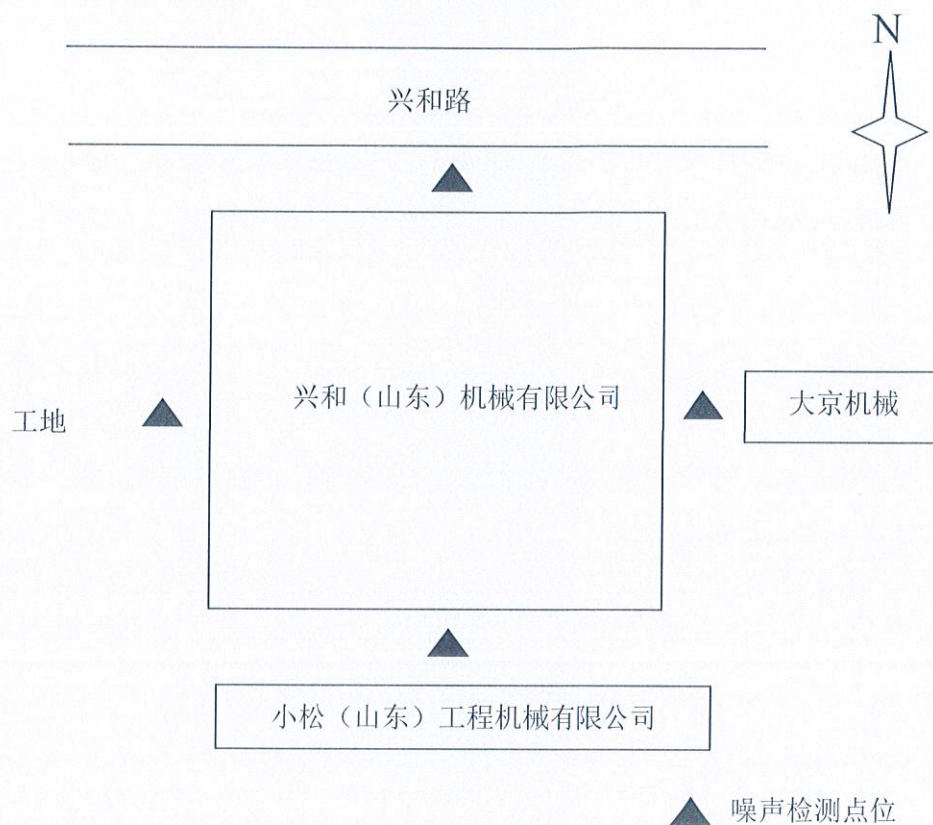 N
兴和路
兴和（山东）机械有限公司
大京机械
工地
小松（山东）工程机械有限公司
噪声检测点位